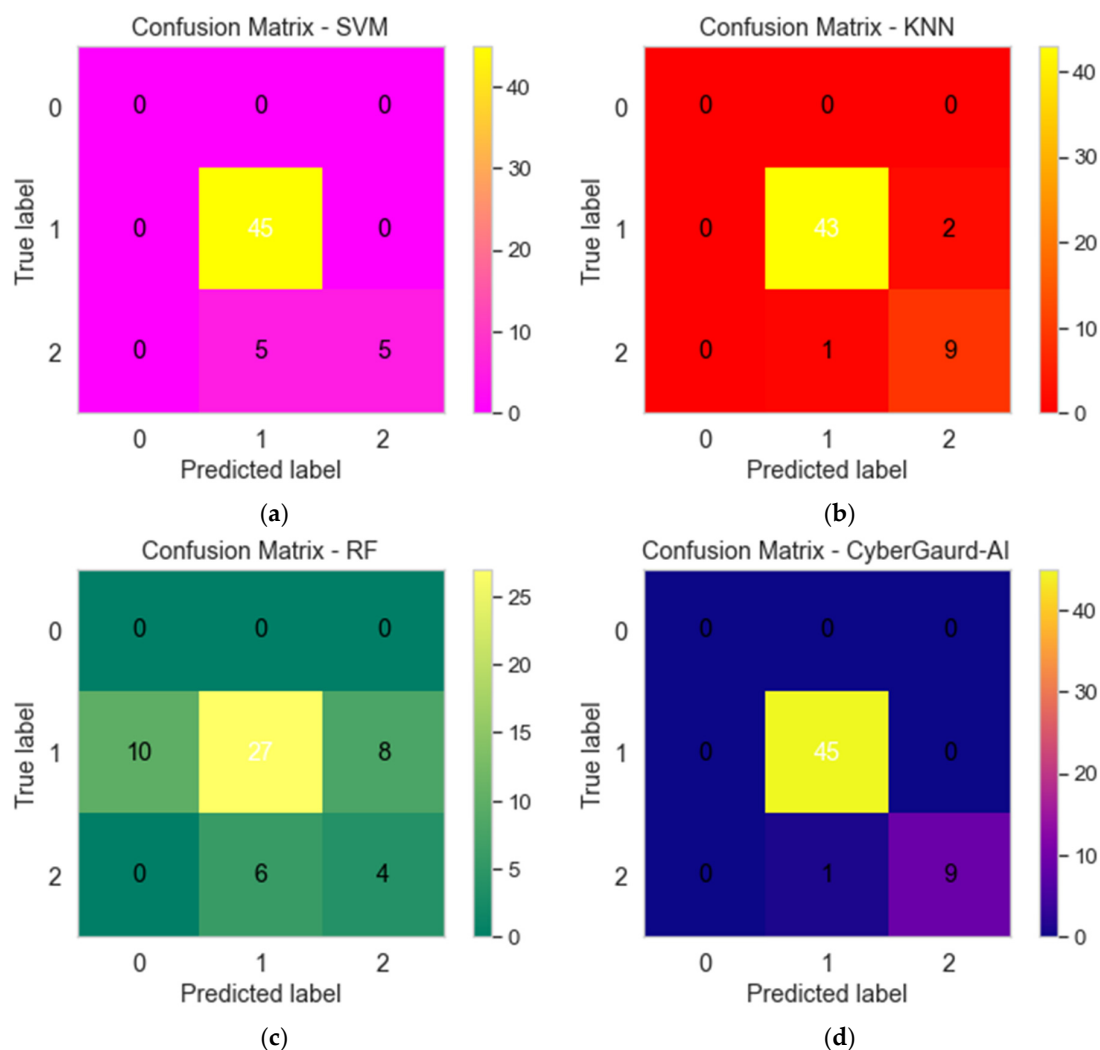 Confusion Matrix - SVM
0 0 0 0
1 0 45 0
2 0 5 5
0 1 2
True label
Predicted label
40
30
20
10
0
(a)
Confusion Matrix - KNN
0 0 0 0
1 0 43 2
2 0 1 9
0 1 2
True label
Predicted label
40
30
20
10
0
(b)
Confusion Matrix - RF
0 0 0 0
1 10 27 8
2 0 6 4
0 1 2
True label
Predicted label
25
20
15
10
5
0
(c)
Confusion Matrix - CyberGaurd-AI
0 0 0 0
1 0 45 0
2 0 1 9
0 1 2
True label
Predicted label
40
30
20
10
0
(d)